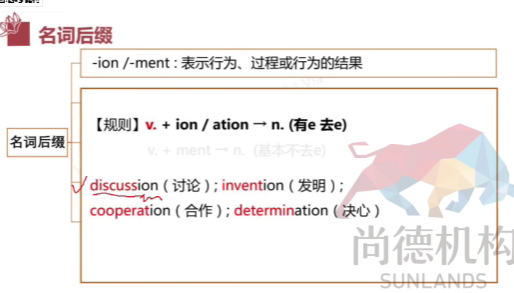 名词后缀
-ion /-ment : 表示行为、过程或行为的结果
名词后缀
【规则】v. + ion / ation → n. (有e 去e)
v. + ment → n. (基本不去e)
discussion（讨论）; invention（发明）;
cooperation（合作）; determination（决心）
尚德机构
SUNLANDS